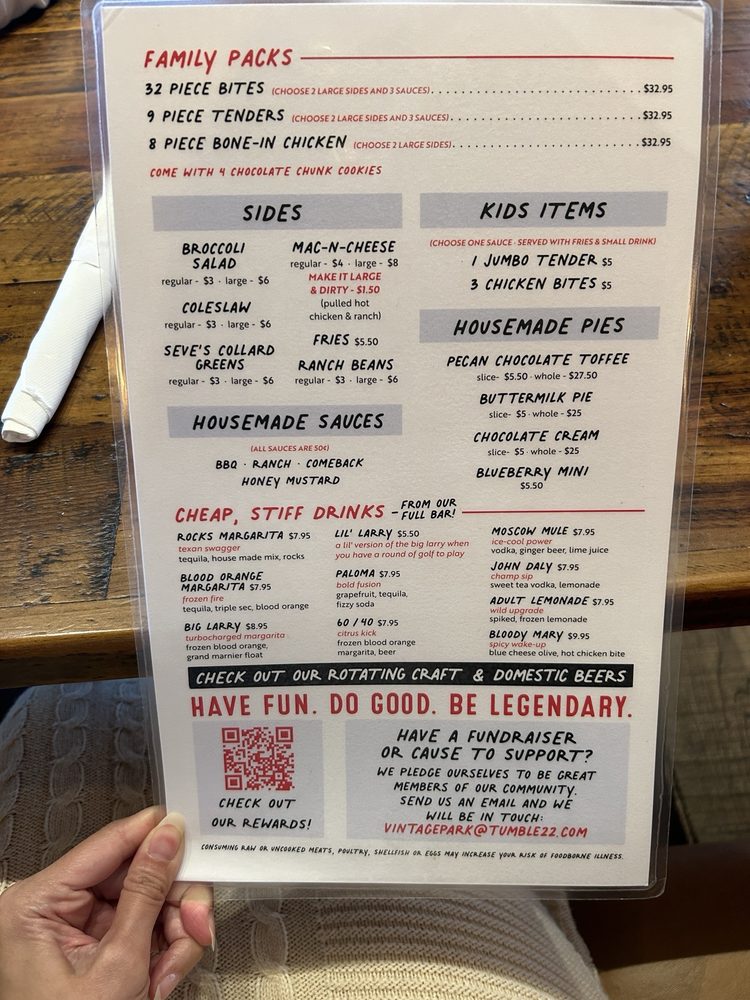 FAMILY PACKS
32 PIECE BITES (CHOOSE 2 LARGE SIDES AND 3 SAUCES). . . . . . . . . . . . . . . . . . . . . . . . . . . . . . $32.95
9 PIECE TENDERS (CHOOSE 2 LARGE SIDES AND 3 SAUCES). . . . . . . . . . . . . . . . . . . . . . . . . . . $32.95
8 PIECE BONE-IN CHICKEN (CHOOSE 2 LARGE SIDES). . . . . . . . . . . . . . . . . . . . . . . . . . $32.95
COME WITH 4 CHOCOLATE CHUNK COOKIES
SIDES
BROCCOLI
SALAD
regular - $3 · large - $6
COLESLAW
regular - $3 · large - $6
SEVE'S COLLARD
GREENS
regular - $3 · large - $6
MAC-N-CHEESE
regular - $4 · large - $8
MAKE IT LARGE
& DIRTY - $1.50
(pulled hot
chicken & ranch)
FRIES $5.50
RANCH BEANS
regular - $3 · large - $6
HOUSEMADE SAUCES
(ALL SAUCES ARE 50¢)
BBQ · RANCH · COMEBACK
HONEY MUSTARD
KIDS ITEMS
(CHOOSE ONE SAUCE · SERVED WITH FRIES & SMALL DRINK)
1 JUMBO TENDER $5
3 CHICKEN BITES $5
HOUSEMADE PIES
PECAN CHOCOLATE TOFFEE
slice- $5.50 · whole - $27.50
BUTTERMILK PIE
slice- $5 · whole - $25
CHOCOLATE CREAM
slice- $5 · whole - $25
BLUEBERRY MINI
$5.50
CHEAP, STIFF DRINKS - FROM OUR
FULL BAR!
ROCKS MARGARITA $7.95
texan swagger
tequila, house made mix, rocks
BLOOD ORANGE
MARGARITA $7.95
frozen fire
tequila, triple sec, blood orange
BIG LARRY $8.95
turbocharged margarita
frozen blood orange,
grand marnier float
LIL' LARRY $5.50
a lil' version of the big larry when
you have a round of golf to play
PALOMA $7.95
bold fusion
grapefruit, tequila,
fizzy soda
60 / 40 $7.95
citrus kick
frozen blood orange
margarita, beer
MOSCOW MULE $7.95
ice-cool power
vodka, ginger beer, lime juice
JOHN DALY $7.95
champ sip
sweet tea vodka, lemonade
ADULT LEMONADE $7.95
wild upgrade
spiked, frozen lemonade
BLOODY MARY $9.95
spicy wake-up
blue cheese olive, hot chicken bite
CHECK OUT OUR ROTATING CRAFT & DOMESTIC BEERS
HAVE FUN. DO GOOD. BE LEGENDARY.
CHECK OUT
OUR REWARDS!
HAVE A FUNDRAISER
OR CAUSE TO SUPPORT?
WE PLEDGE OURSELVES TO BE GREAT
MEMBERS OF OUR COMMUNITY.
SEND US AN EMAIL AND WE
WILL BE IN TOUCH:
VINTAGEPARK@TUMBLE22.COM
CONSUMING RAW OR UNCOOKED MEATS, POULTRY, SHELLFISH OR EGGS MAY INCREASE YOUR RISK OF FOODBORNE ILLNESS.